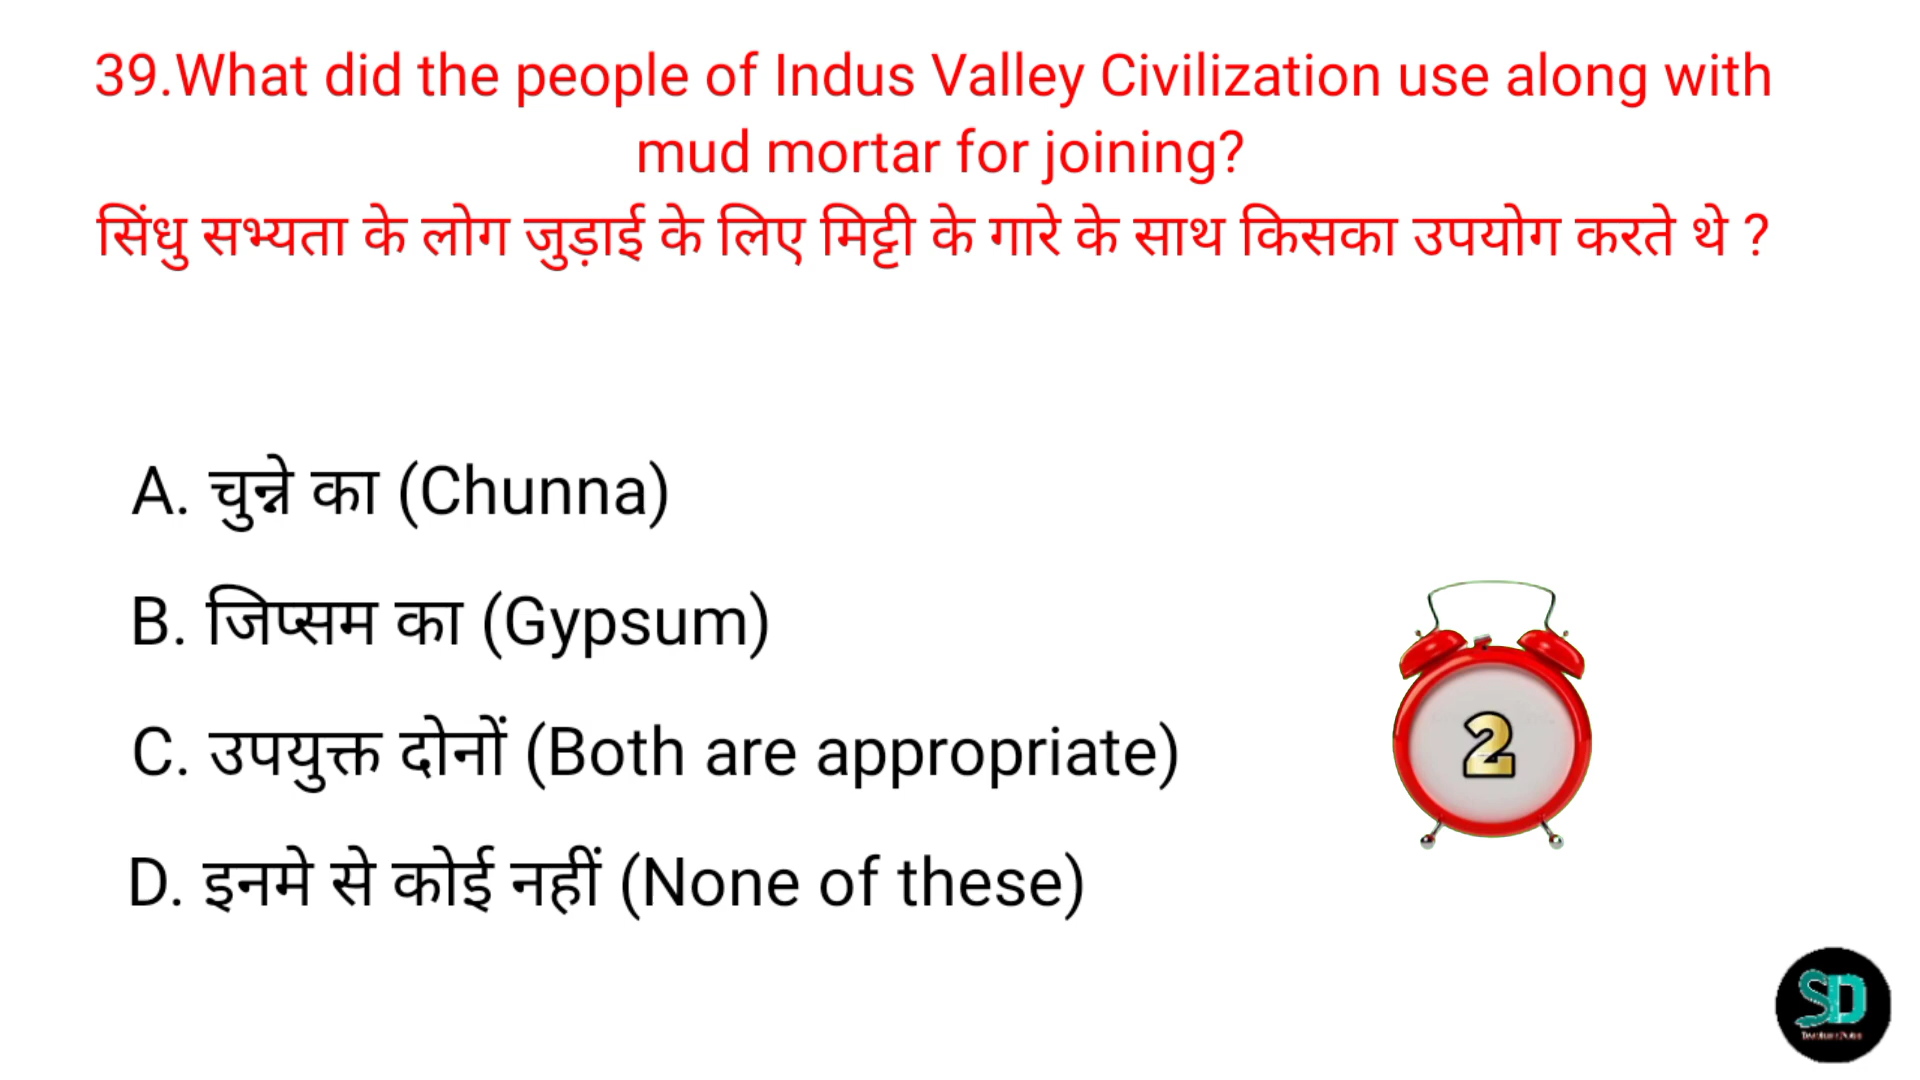 39.What did the people of Indus Valley Civilization use along with
mud mortar for joining?
सिंधु सभ्यता के लोग जुड़ाई के लिए मिट्टी के गारे के साथ किसका उपयोग करते थे ?
A. चुन्ने का (Chunna)
B. जिप्सम का (Gypsum)
C. उपयुक्त दोनों (Both are appropriate)
2
D. इनमे से कोई नहीं (None of these)
SD